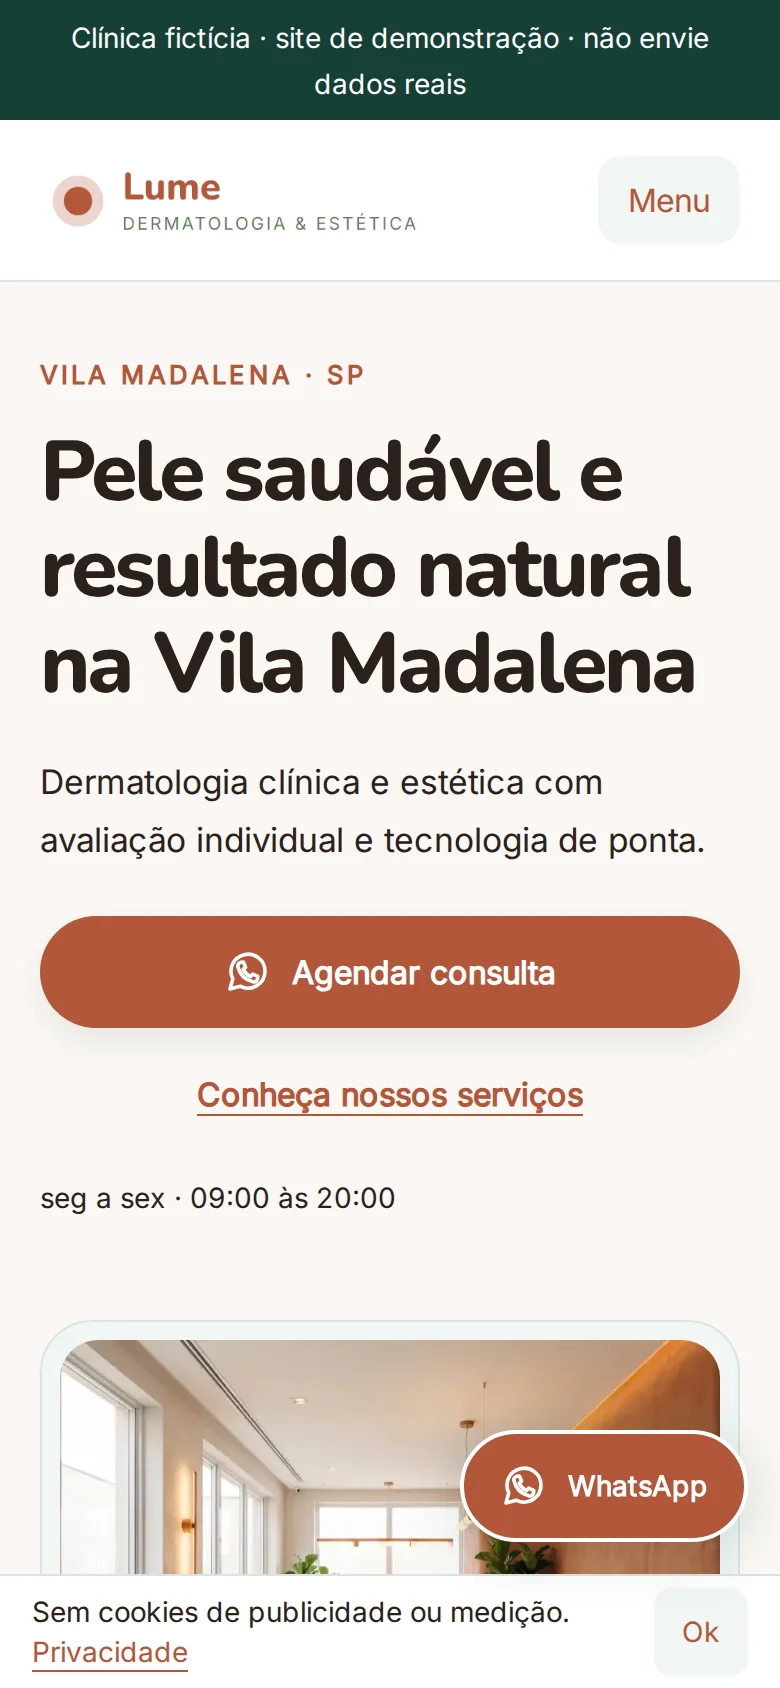 Clínica fictícia · site de demonstração · não envie
dados reais
Lume
DERMATOLOGIA & ESTÉTICA
Menu
VILA MADALENA · SP
Pele saudável e
resultado natural
na Vila Madalena
Dermatologia clínica e estética com
avaliação individual e tecnologia de ponta.
Agendar consulta
Conheça nossos serviços
seg a sex · 09:00 às 20:00
WhatsApp
Sem cookies de publicidade ou medição.
Privacidade
Ok